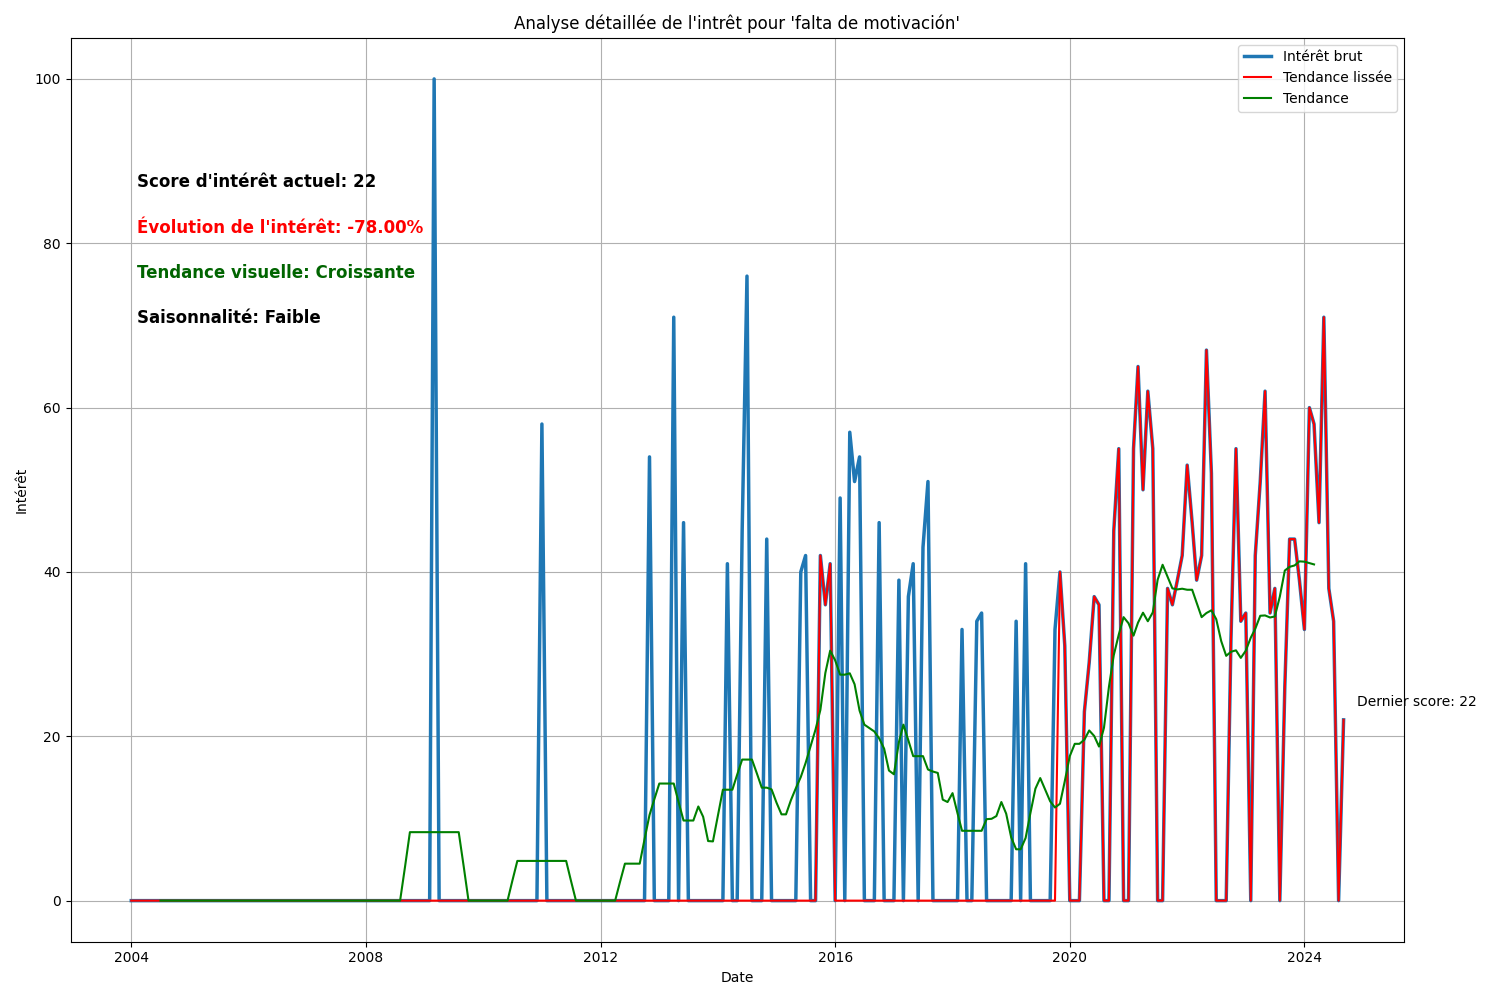 Analyse détaillée de l'intrêt pour 'falta de motivación'
Intérêt brut
Tendance lissée
Tendance
Score d'intérêt actuel: 22
Évolution de l'intérêt: -78.00%
Tendance visuelle: Croissante
Saisonnalité: Faible
Dernier score: 22
Intérêt
100
80
60
40
20
0
2004
2008
2012
2016
2020
2024
Date